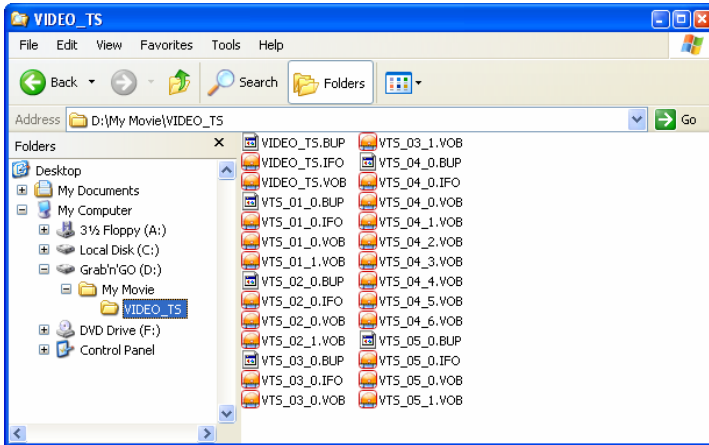 VIDEO_TS
File Edit View Favorites Tools Help
Back Search Folders
Address D:\My Movie\VIDEO_TS Go
Folders
Desktop
My Documents
My Computer
3½ Floppy (A:)
Local Disk (C:)
Grab'n'GO (D:)
My Movie
VIDEO_TS
DVD Drive (F:)
Control Panel
VIDEO_TS.BUP
VIDEO_TS.IFO
VIDEO_TS.VOB
VTS_01_0.BUP
VTS_01_0.IFO
VTS_01_0.VOB
VTS_01_1.VOB
VTS_02_0.BUP
VTS_02_0.IFO
VTS_02_0.VOB
VTS_02_1.VOB
VTS_03_0.BUP
VTS_03_0.IFO
VTS_03_0.VOB
VTS_03_1.VOB
VTS_04_0.BUP
VTS_04_0.IFO
VTS_04_0.VOB
VTS_04_1.VOB
VTS_04_2.VOB
VTS_04_3.VOB
VTS_04_4.VOB
VTS_04_5.VOB
VTS_04_6.VOB
VTS_05_0.BUP
VTS_05_0.IFO
VTS_05_0.VOB
VTS_05_1.VOB